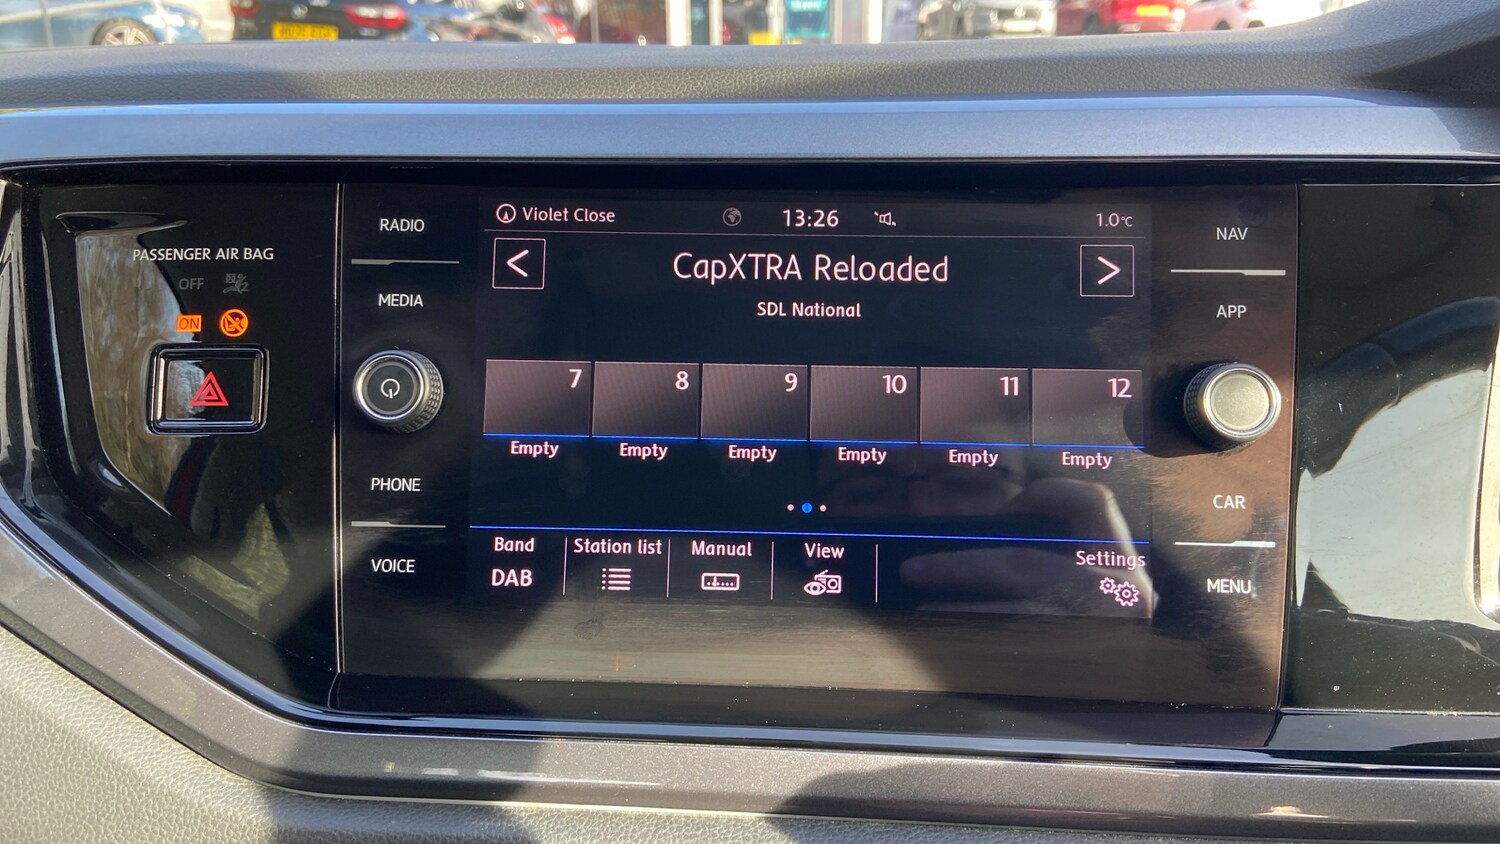 PASSENGER AIR BAG
OFF
2
ON
RADIO
MEDIA
PHONE
VOICE
Violet Close
13:26
1.0°C
<
CapXTRA Reloaded
>
SDL National
7 8 9 10 11 12
Empty Empty Empty Empty Empty Empty
Band Station list Manual View Settings
DAB
NAV
APP
CAR
MENU